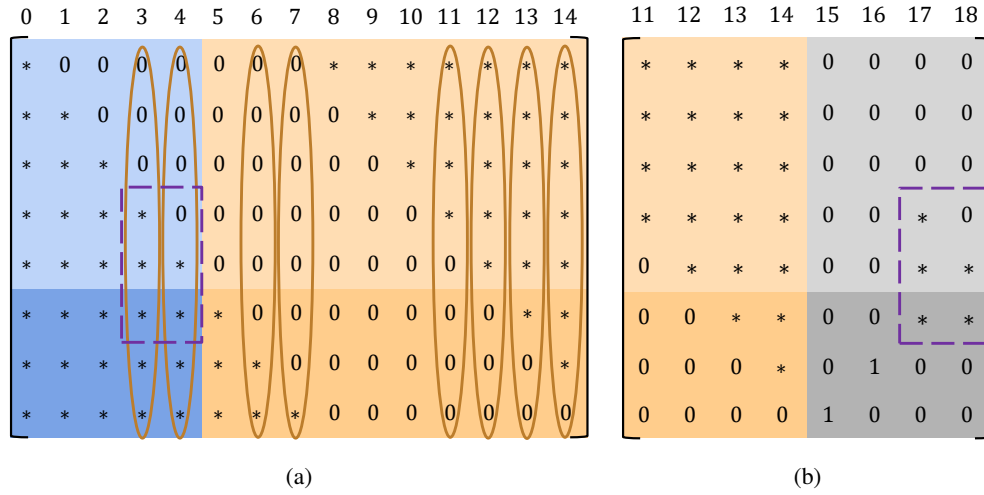 0 1 2 3 4 5 6 7 8 9 10 11 12 13 14 11 12 13 14 15 16 17 18
* 0 0 0 0 0 0 0 * * * * * * * * * * * 0 0 0 0
* * 0 0 0 0 0 0 0 * * * * * * * * * * 0 0 0 0
* * * 0 0 0 0 0 0 0 * * * * * * * * * 0 0 0 0
* * * * 0 0 0 0 0 0 0 * * * * * * * * 0 0 * 0
* * * * * 0 0 0 0 0 0 0 * * * 0 * * * 0 0 * *
* * * * * * 0 0 0 0 0 0 0 * * 0 0 * * 0 0 * *
* * * * * * * 0 0 0 0 0 0 0 * 0 0 0 * 0 1 0 0
* * * * * * * * 0 0 0 0 0 0 0 0 0 0 0 1 0 0 0
(a) (b)